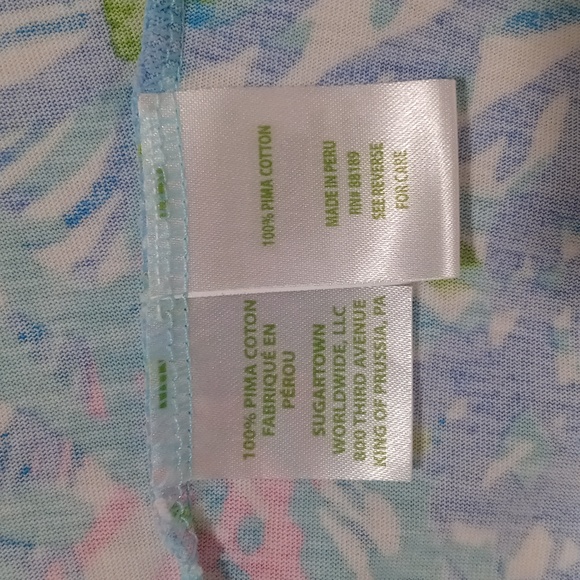 100% PIMA COTTON
MADE IN PERU
RN# 88189
SEE REVERSE
FOR CARE
100% PIMA COTON
FABRIQUÉ EN
PÉROU
SUGARTOWN
WORLDWIDE, LLC
800 THIRD AVENUE
KING OF PRUSSIA, PA